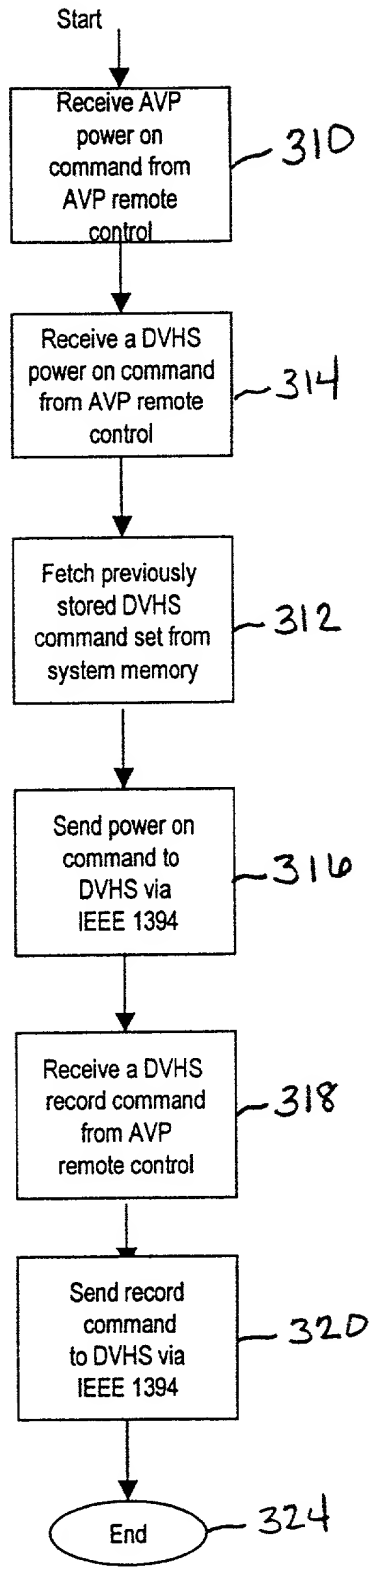 Start
Receive AVP
power on
command from
AVP remote
control
310
Receive a DVHS
power on command
from AVP remote
control
314
Fetch previously
stored DVHS
command set from
system memory
312
Send power on
command to
DVHS via
IEEE 1394
316
Receive a DVHS
record command
from AVP
remote control
318
Send record
command
to DVHS via
IEEE 1394
320
End
324